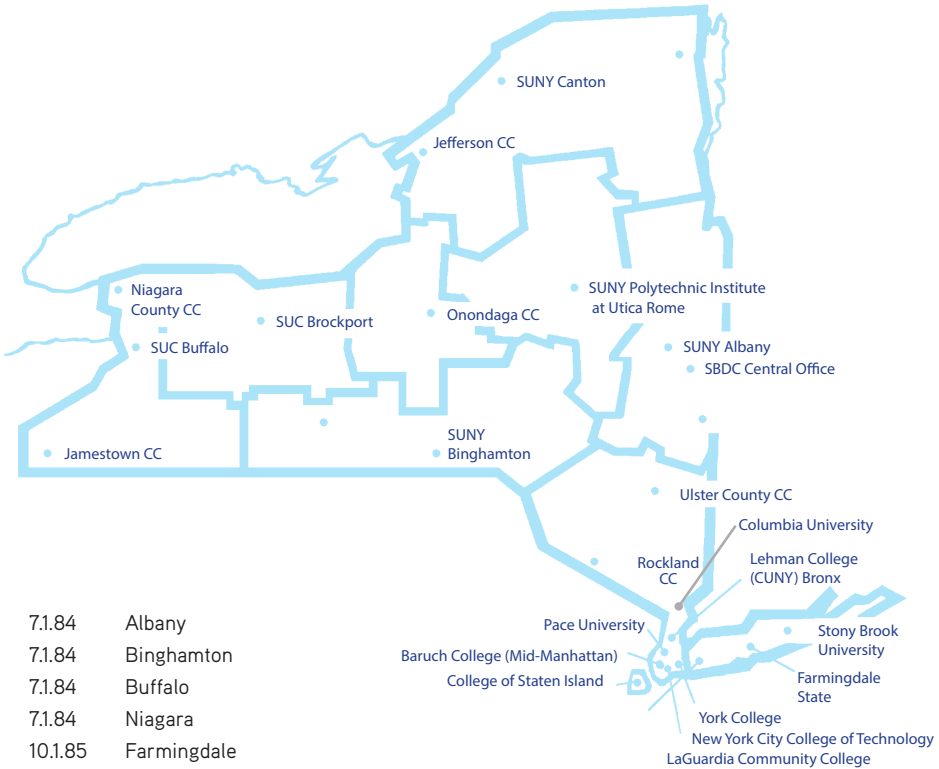 SUNY Canton
Jefferson CC
Niagara
County CC
SUC Brockport
Onondaga CC
SUNY Polytechnic Institute
at Utica Rome
SUC Buffalo
SUNY Albany
SBDC Central Office
Jamestown CC
SUNY
Binghamton
Ulster County CC
Columbia University
Rockland
CC
Lehman College
(CUNY) Bronx
Pace University
Baruch College (Mid-Manhattan)
College of Staten Island
Stony Brook
University
Farmingdale
State
York College
New York City College of Technology
LaGuardia Community College
7.1.84 Albany
7.1.84 Binghamton
7.1.84 Buffalo
7.1.84 Niagara
10.1.85 Farmingdale